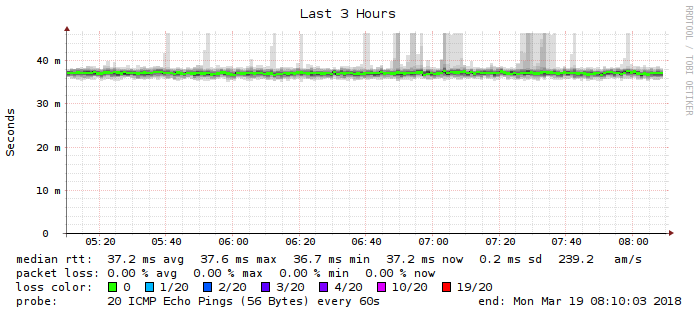 Last 3 Hours
RRDTOOL / TOBI OETIKER
Seconds
40 m
30 m
20 m
10 m
0
05:20 05:40 06:00 06:20 06:40 07:00 07:20 07:40 08:00
median rtt: 37.2 ms avg 37.6 ms max 36.7 ms min 37.2 ms now 0.2 ms sd 239.2 am/s
packet loss: 0.00 % avg 0.00 % max 0.00 % min 0.00 % now
loss color: 0 1/20 2/20 3/20 4/20 10/20 19/20
probe: 20 ICMP Echo Pings (56 Bytes) every 60s end: Mon Mar 19 08:10:03 2018